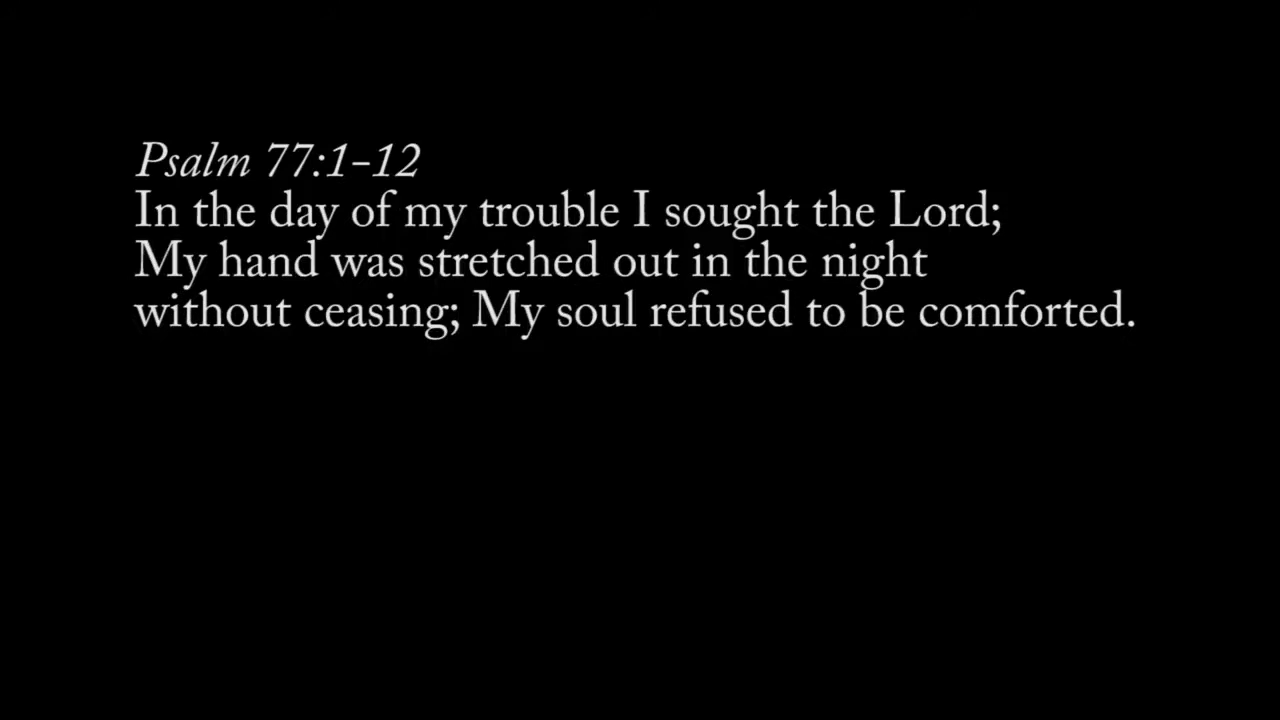 Psalm 77:1–12
In the day of my trouble I sought the Lord;
My hand was stretched out in the night
without ceasing; My soul refused to be comforted.